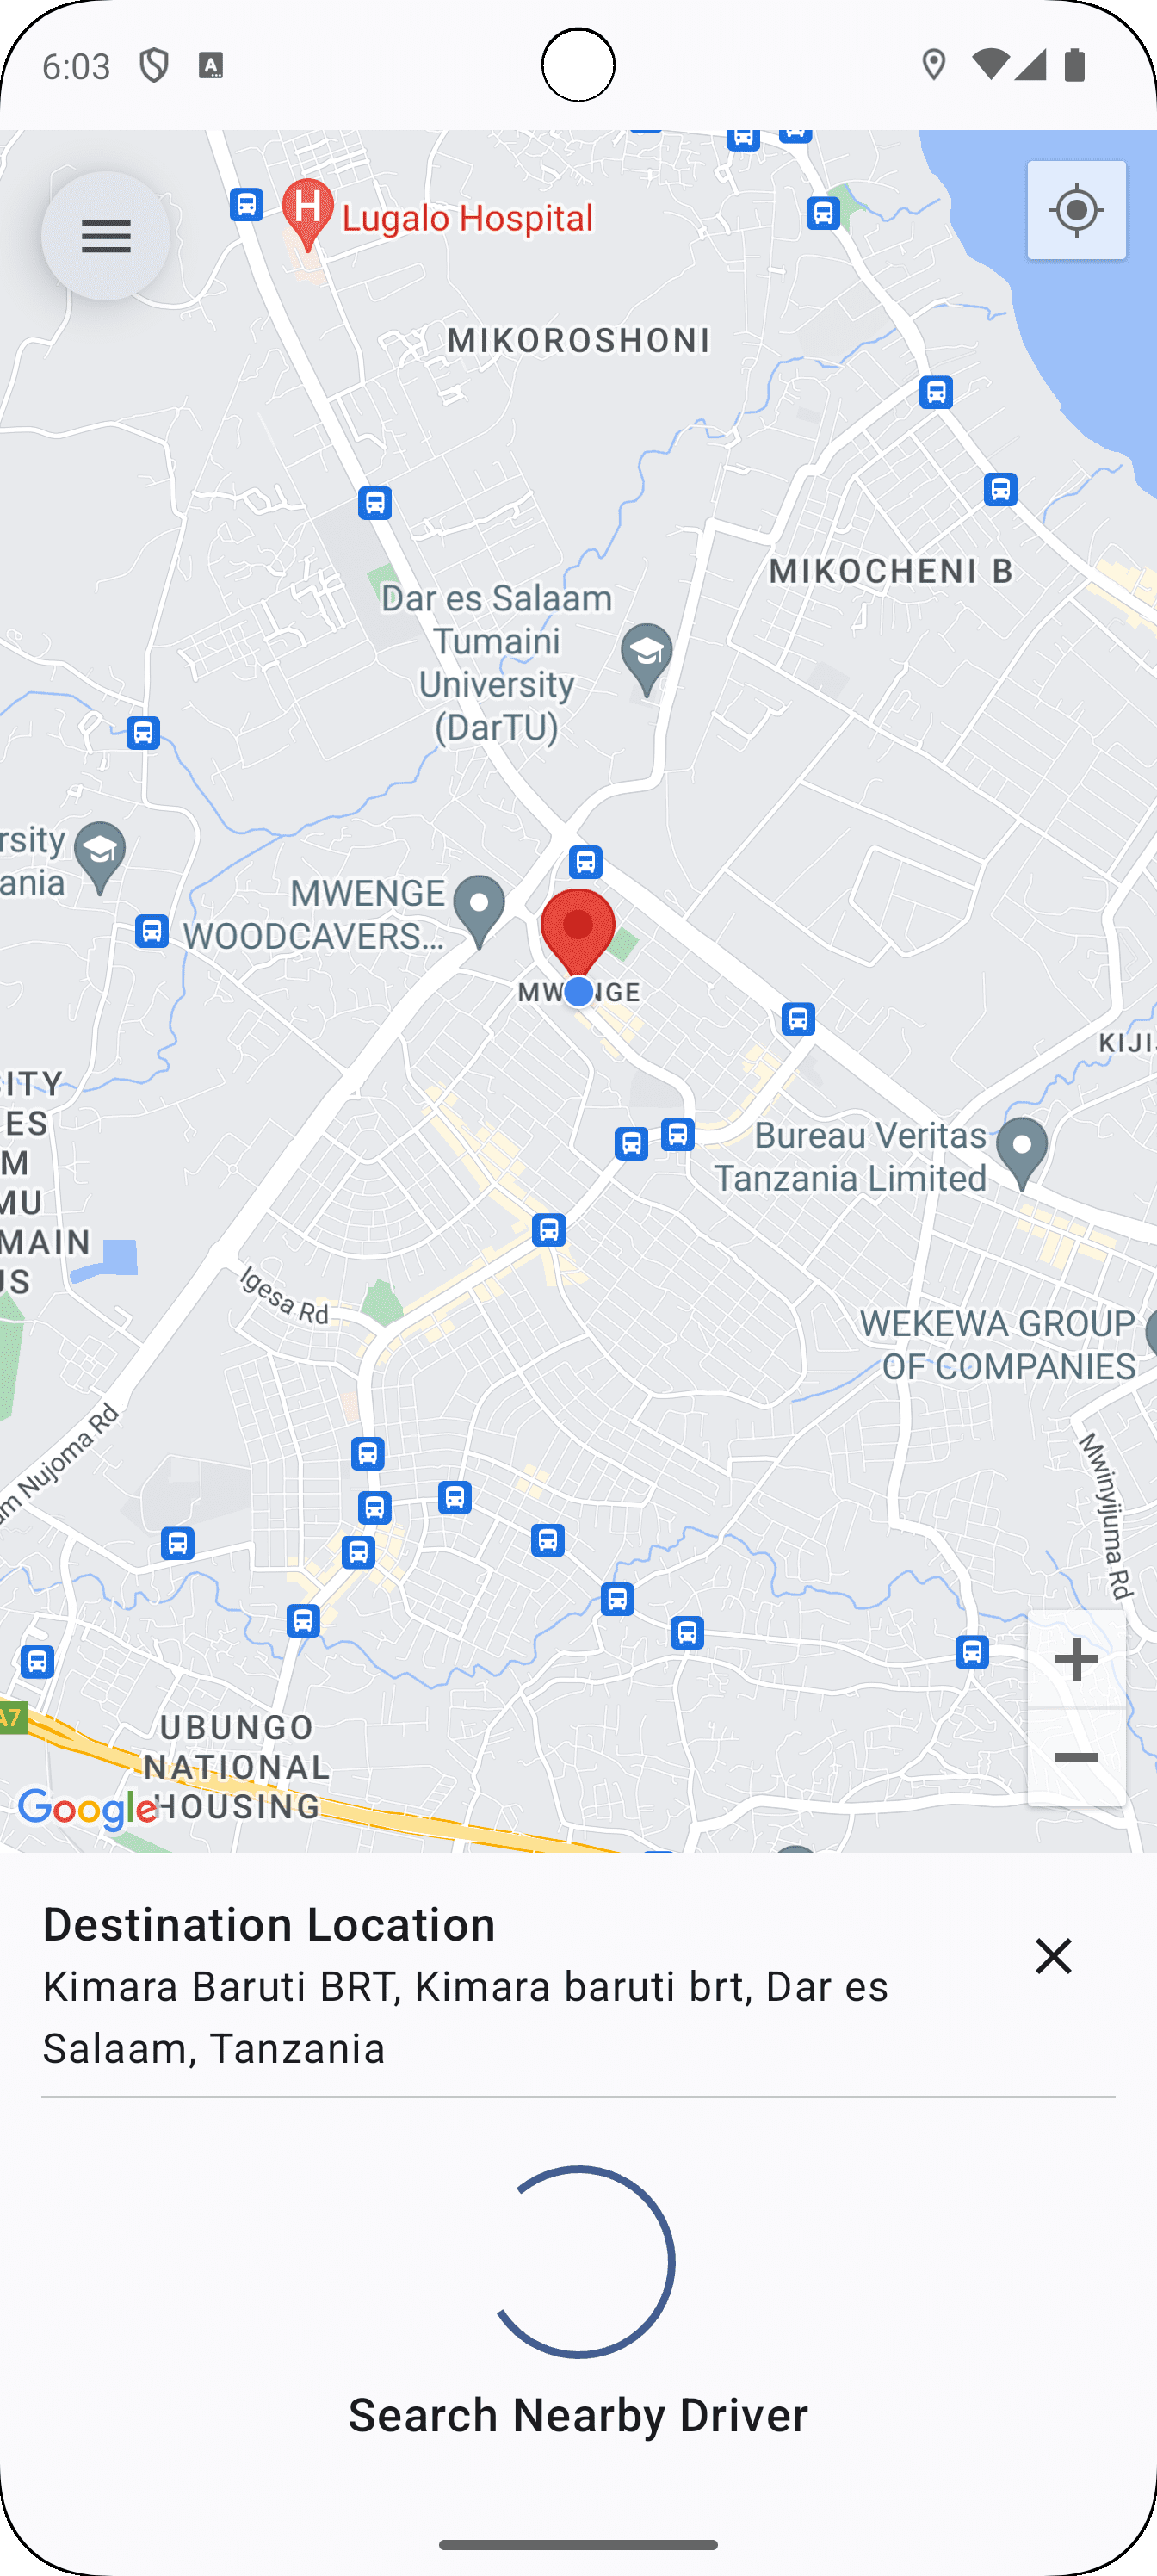 6:03
A
H
Lugalo Hospital
MIKOROSHONI
MIKOCHENI B
Dar es Salaam
Tumaini
University
(DarTU)
rsity
ania
MWENGE
WOODCAVERS...
KIJI
ITY
ES
M
MU
MAIN
US
Bureau Veritas
Tanzania Limited
Igesa Rd
WEKEWA GROUP
OF COMPANIES
am Nujoma Rd
Mwinyijuma Rd
A7
UBUNGO
NATIONAL
HOUSING
Google
Destination Location
Kimara Baruti BRT, Kimara baruti brt, Dar es
Salaam, Tanzania
Search Nearby Driver